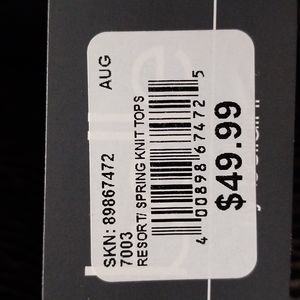 AUG
SKN: 89867472
7003
RESORT/ SPRING KNIT TOPS
4 00898 67472 5
$49.99